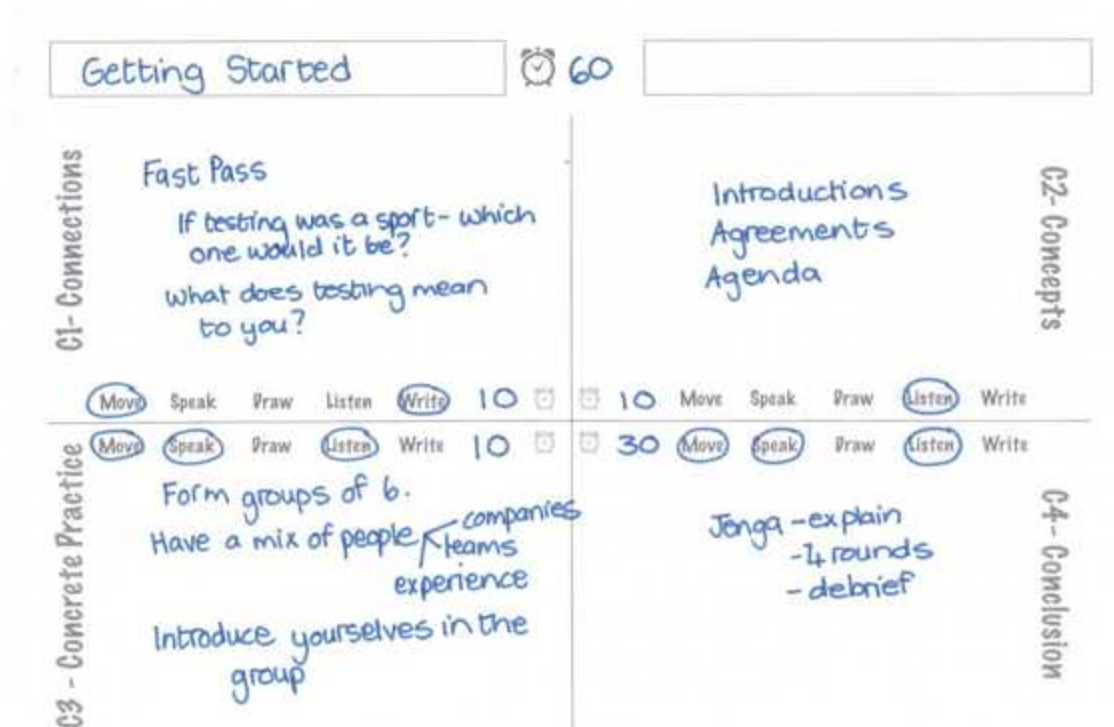 Getting Started 60
C1- Connections
Fast Pass
If testing was a sport- which
one would it be?
What does testing mean
to you?
Move Speak Draw Listen Write 10
C2- Concepts
Introductions
Agreements
Agenda
10 Move Speak Draw Listen Write
C3 - Concrete Practice
Move Speak Draw Listen Write 10
Form groups of 6.
Have a mix of people companies
teams
experience
Introduce yourselves in the
group
C4- Conclusion
30 Move Speak Draw Listen Write
Jenga - explain
- 4 rounds
- debrief